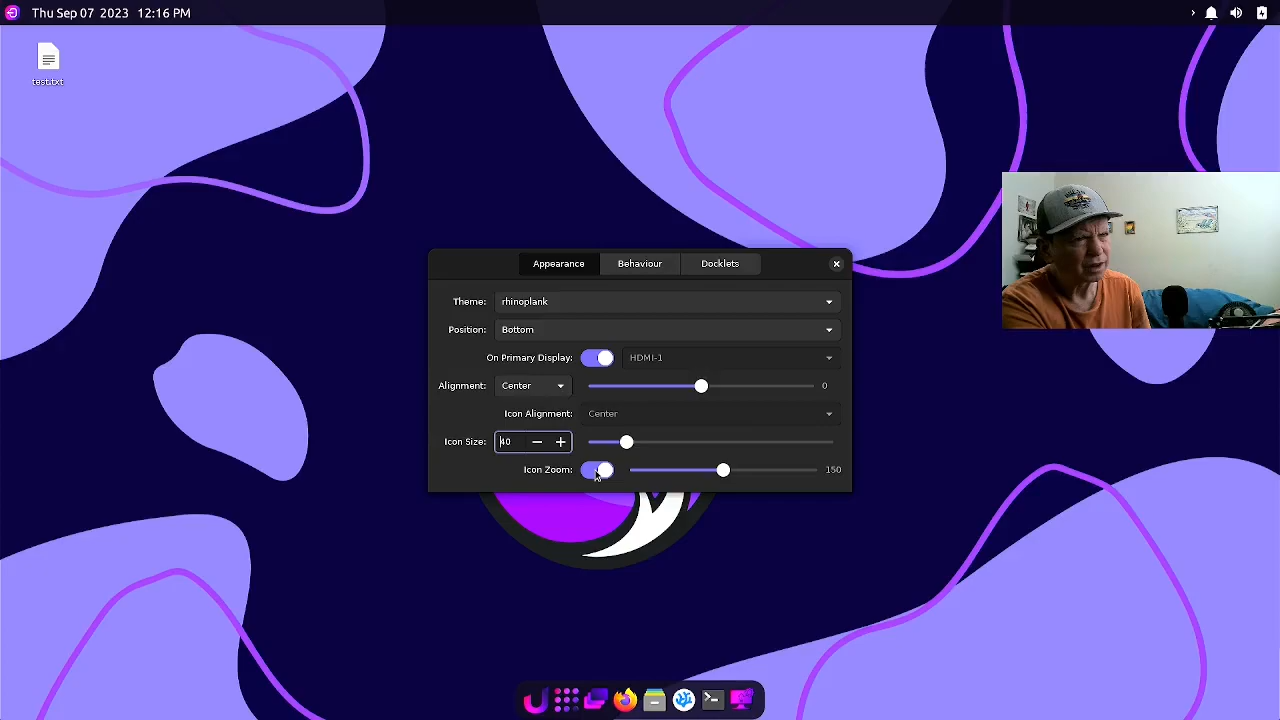 Thu Sep 07 2023 12:16 PM
test.txt
Appearance
Behaviour
Docklets
Theme: rhinoplank
Position: Bottom
On Primary Display: HDMI-1
Alignment: Center 0
Icon Alignment: Center
Icon Size: 40
Icon Zoom: 150